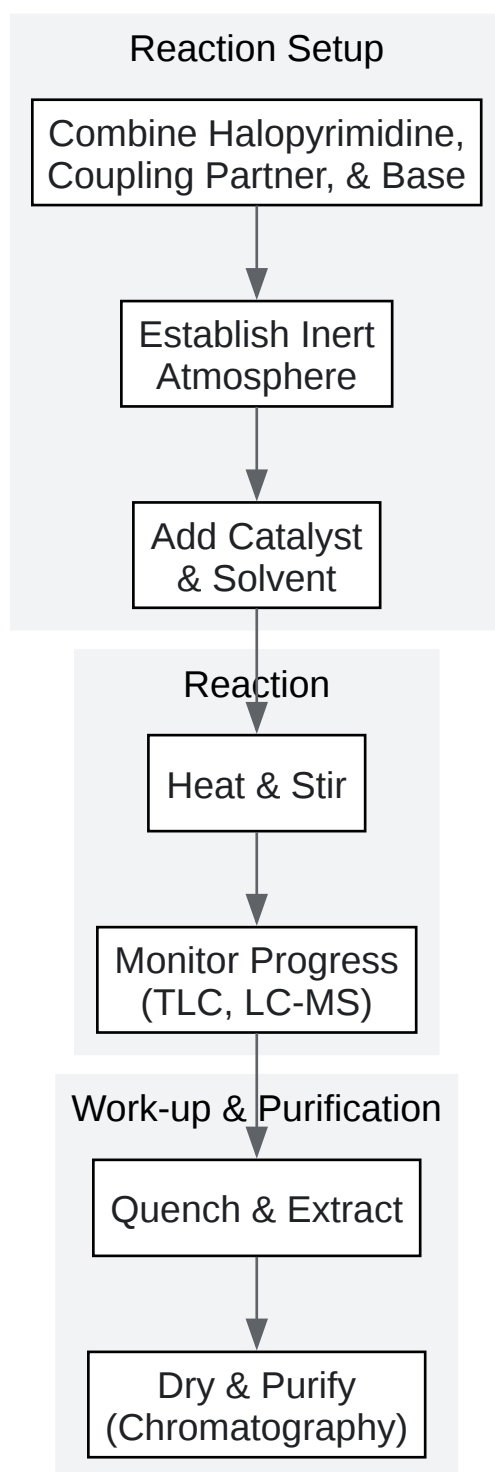 Reaction Setup
Combine Halopyrimidine,
Coupling Partner, & Base
Establish Inert
Atmosphere
Add Catalyst
& Solvent
Reaction
Heat & Stir
Monitor Progress
(TLC, LC-MS)
Work-up & Purification
Quench & Extract
Dry & Purify
(Chromatography)